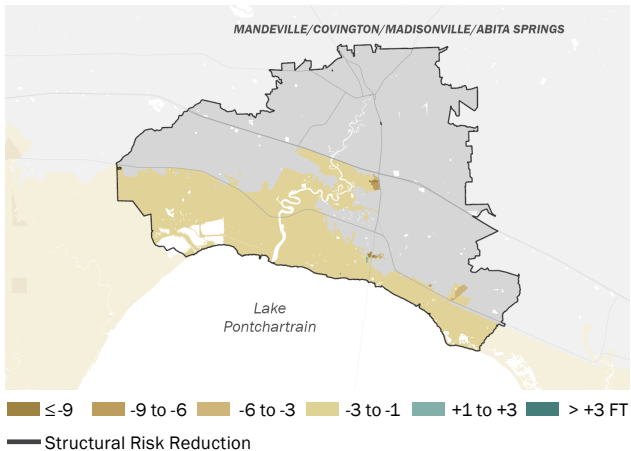 MANDEVILLE/COVINGTON/MADISONVILLE/ABITA SPRINGS
Lake
Pontchartrain
≤ -9 -9 to -6 -6 to -3 -3 to -1 +1 to +3 > +3 FT
Structural Risk Reduction